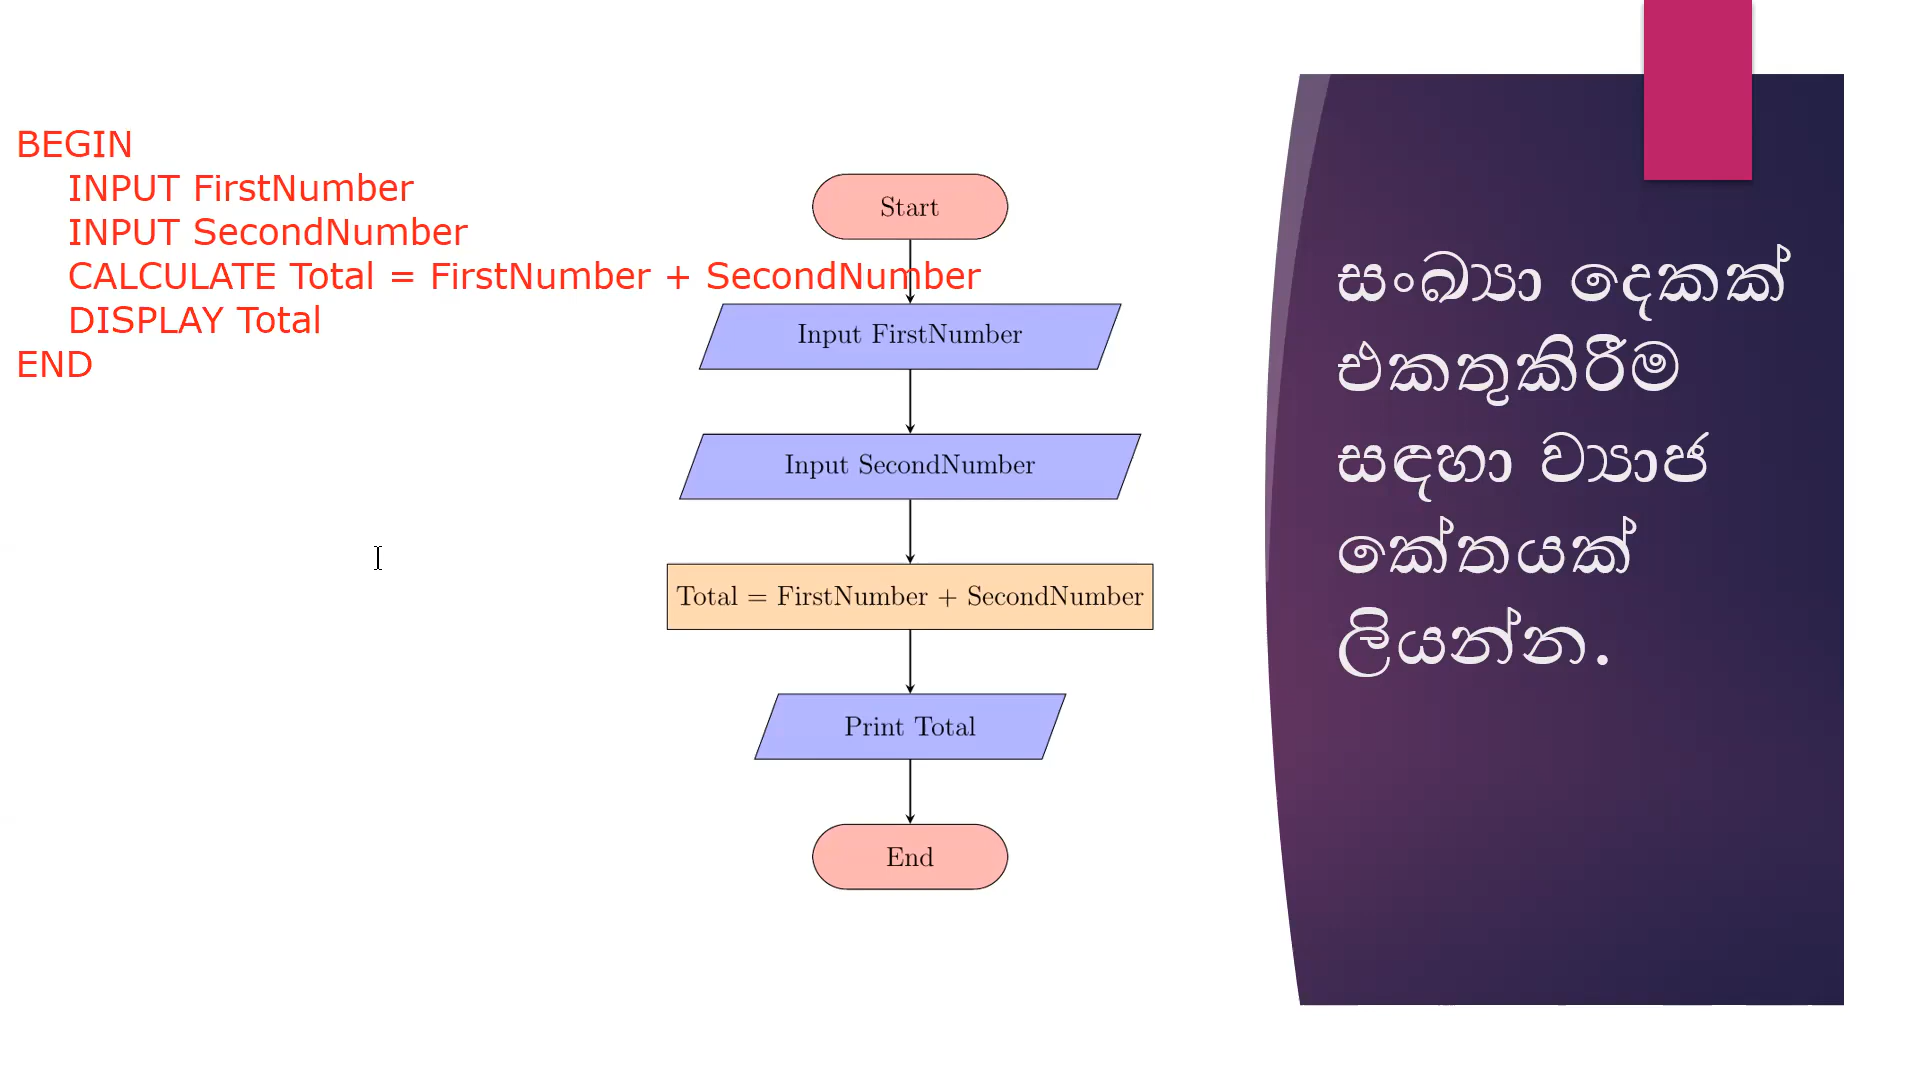 BEGIN
INPUT FirstNumber
INPUT SecondNumber
CALCULATE Total = FirstNumber + SecondNumber
DISPLAY Total
END
Start
Input FirstNumber
Input SecondNumber
Total = FirstNumber + SecondNumber
Print Total
End
සංඛ්‍යා දෙකක්
එකතුකිරීම
සඳහා ව්‍යාජ
කේතයක්
ලියන්න.